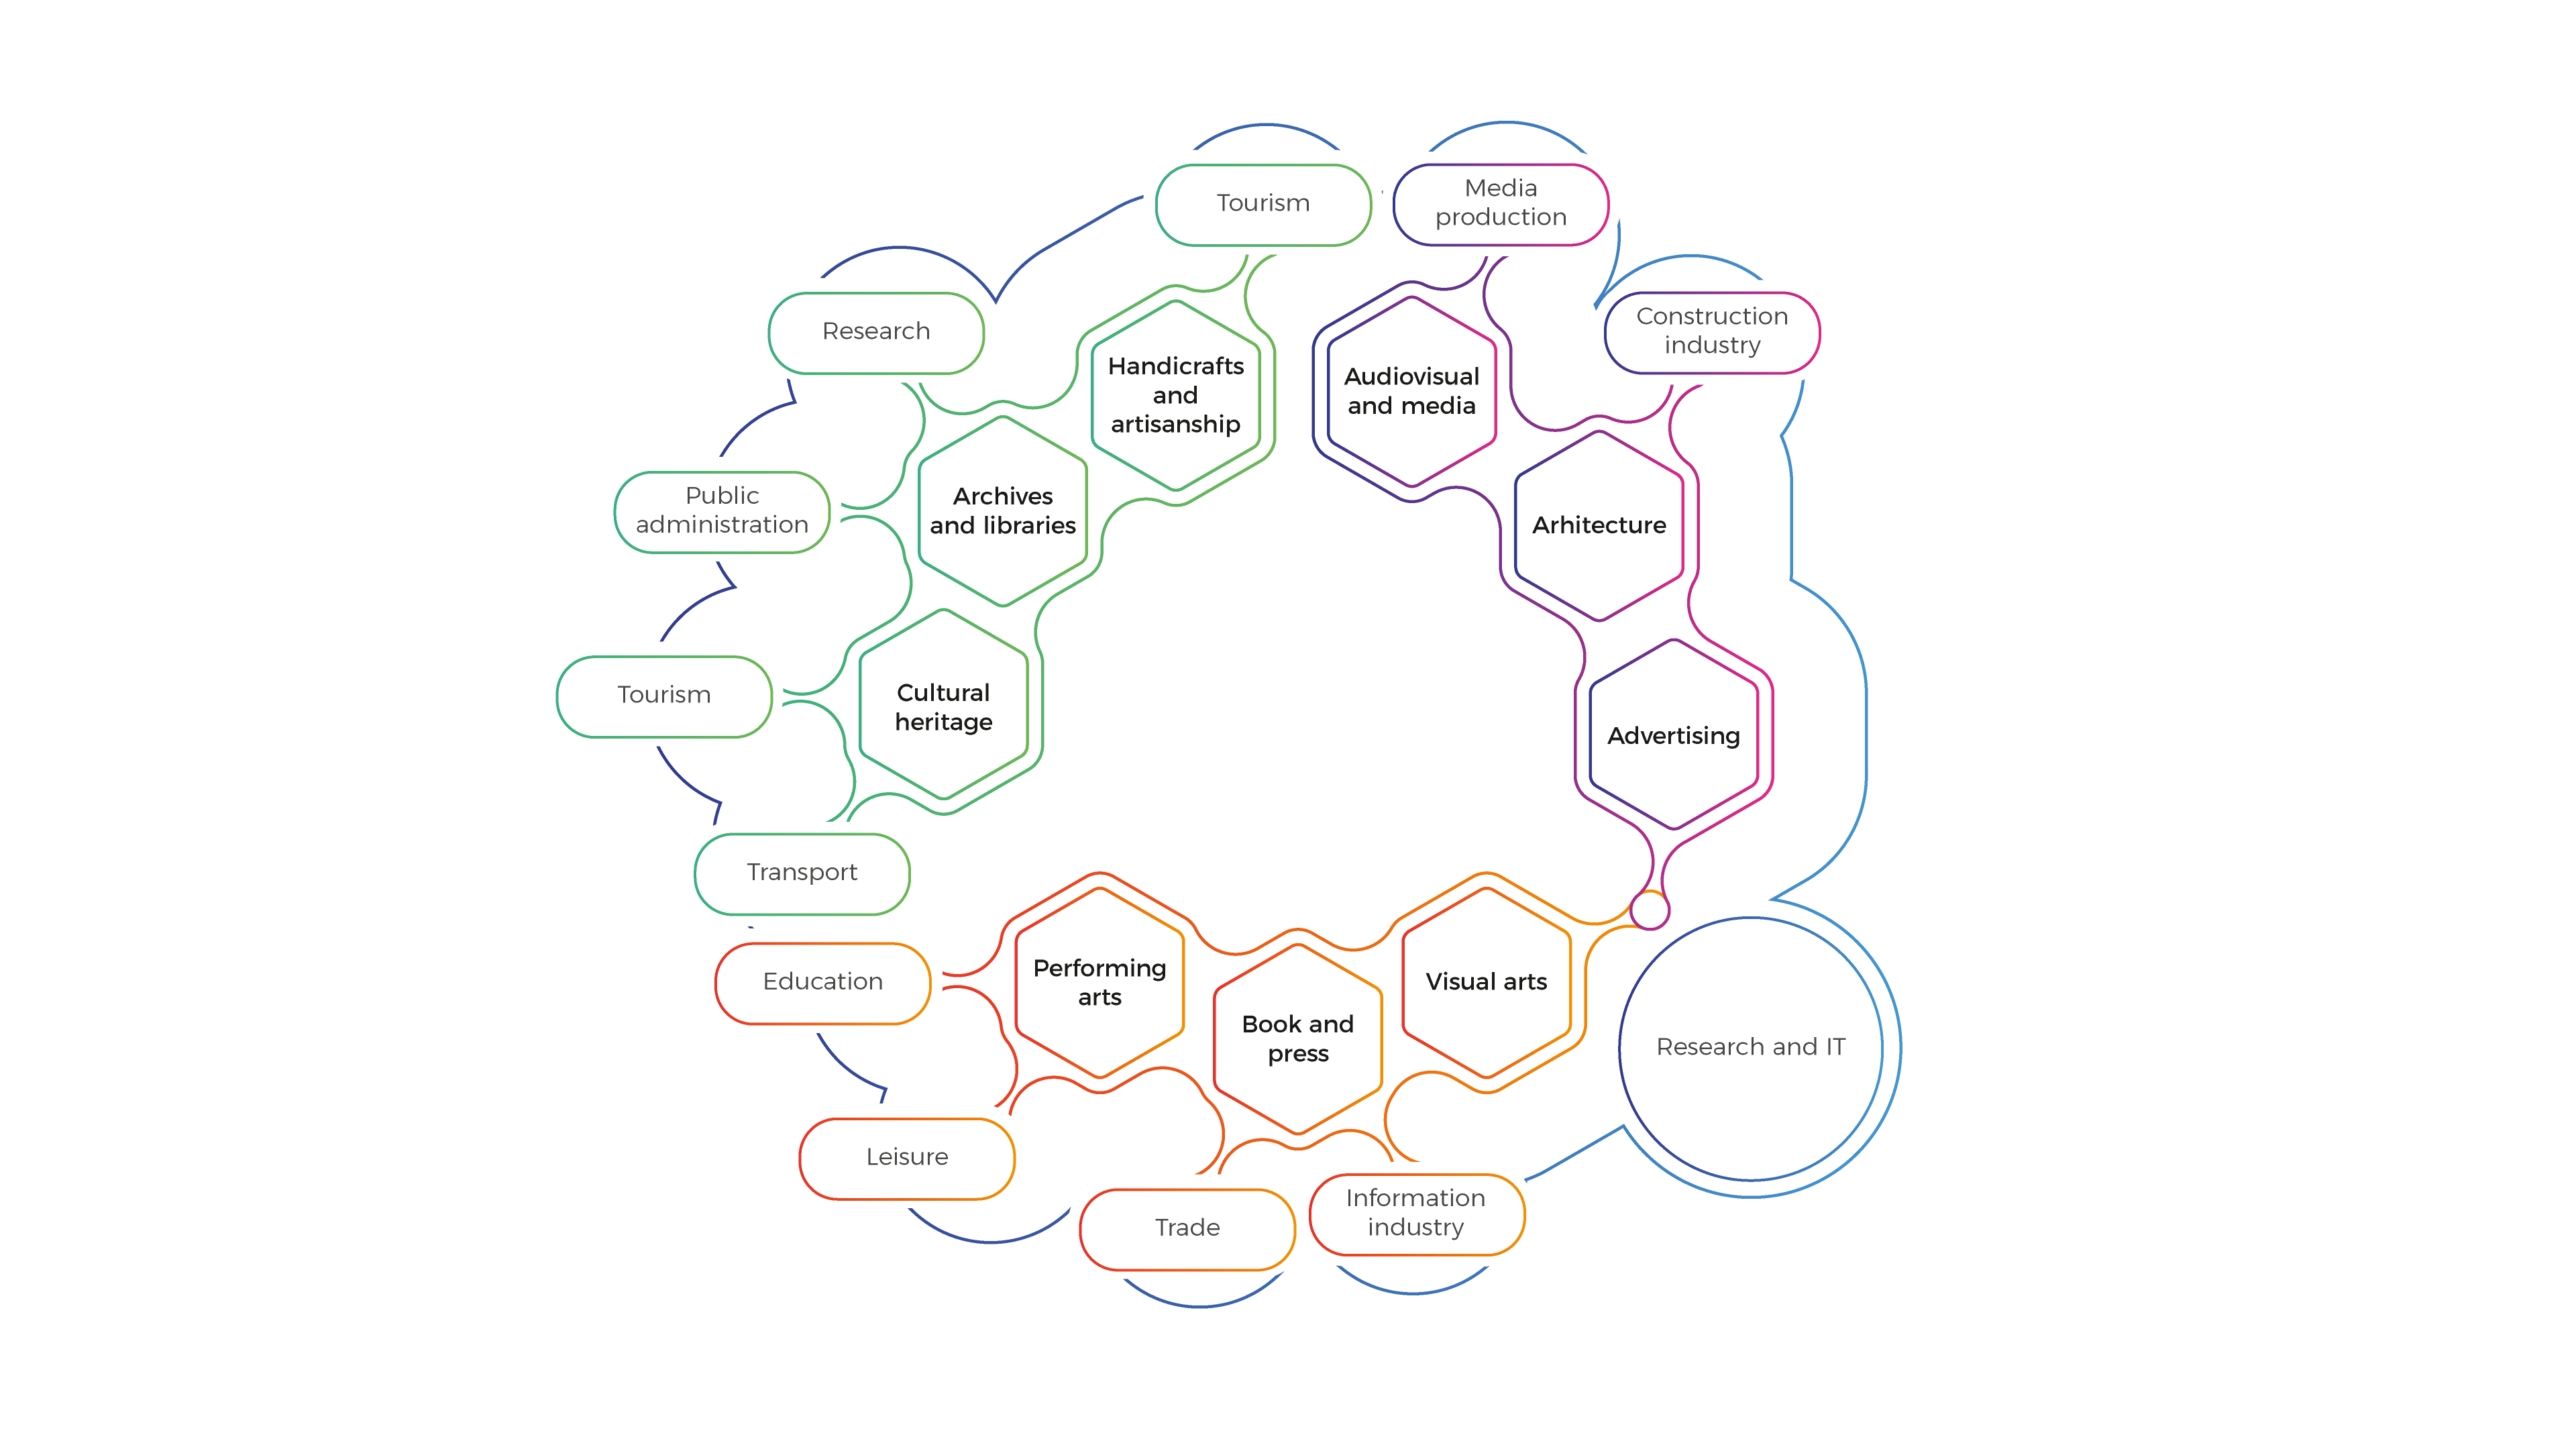 Tourism
Media
production
Research
Construction
industry
Handicrafts
and
artisanship
Audiovisual
and media
Public
administration
Archives
and libraries
Arhitecture
Tourism
Cultural
heritage
Advertising
Transport
Education
Performing
arts
Book and
press
Visual arts
Research and IT
Leisure
Trade
Information
industry